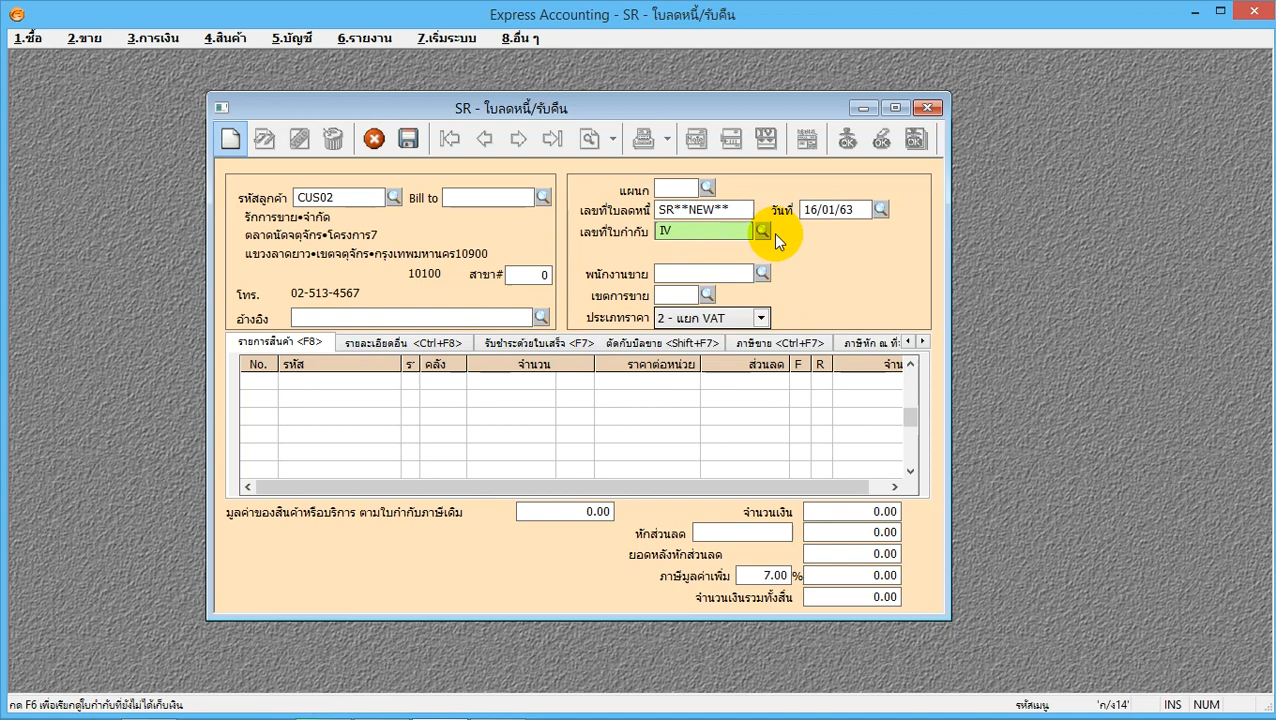 Express Accounting - SR - ใบลดหนี้/รับคืน
1.ซื้อ 2.ขาย 3.การเงิน 4.สินค้า 5.บัญชี 6.รายงาน 7.เริ่มระบบ 8.อื่น ๆ
SR - ใบลดหนี้/รับคืน
รหัสลูกค้า CUS02 Bill to
รักการขาย•จำกัด
ตลาดนัดจตุจักร•โครงการ7
แขวงลาดยาว•เขตจตุจักร•กรุงเทพมหานคร10900
10100 สาขา# 0
โทร. 02-513-4567
อ้างอิง
แผนก
เลขที่ใบลดหนี้ SR**NEW** วันที่ 16/01/63
เลขที่ใบกำกับ IV
พนักงานขาย
เขตการขาย
ประเภทราคา 2 - แยก VAT
รายการสินค้า <F8> รายละเอียดอื่น <Ctrl+F8> รับชำระด้วยใบเสร็จ <F7> ตัดกับบิลขาย <Shift+F7> ภาษีขาย <Ctrl+F7> ภาษีหัก ณ ที่
No. รหัส ร คลัง จำนวน ราคาต่อหน่วย ส่วนลด F R จำน
มูลค่าของสินค้าหรือบริการ ตามใบกำกับภาษีเดิม 0.00 จำนวนเงิน 0.00
หักส่วนลด 0.00
ยอดหลังหักส่วนลด 0.00
ภาษีมูลค่าเพิ่ม 7.00 % 0.00
จำนวนเงินรวมทั้งสิ้น 0.00
กด F6 เพื่อเรียกดูใบกำกับที่ยังไม่ได้เก็บเงิน รหัสเมนู 'ก/ง14' INS NUM